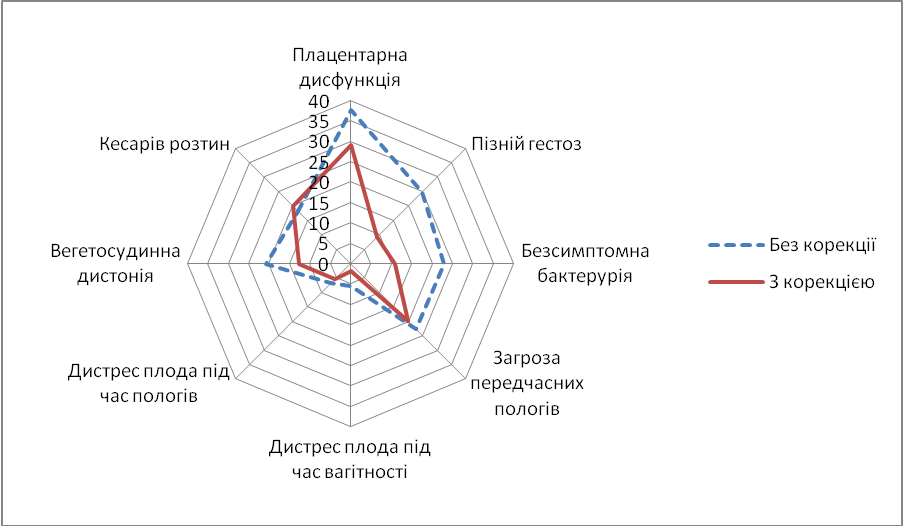 Плацентарна
дисфункція
Пізній гестоз
Безсимптомна
бактерурія
Загроза
передчасних
пологів
Дистрес плода під
час вагітності
Дистрес плода під
час пологів
Вегетосудинна
дистонія
Кесарів розтин
40
35
30
25
20
15
10
5
0
Без корекції
З корекцією